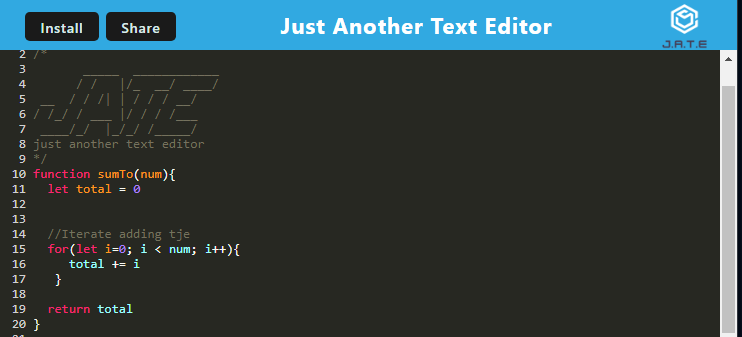 Install Share Just Another Text Editor J.A.T.E
2 /*
3        _____  ____________
4       / /   |/_  __/ ____/
5  __  / / /| | / / / __/
6 / /_/ / ___ |/ / / /___
7  ____/_/  |_/_/ /_____/
8 just another text editor
9 */
10 function sumTo(num){
11   let total = 0
12
13
14   //Iterate adding tje
15   for(let i=0; i < num; i++){
16      total += i
17    }
18
19   return total
20 }